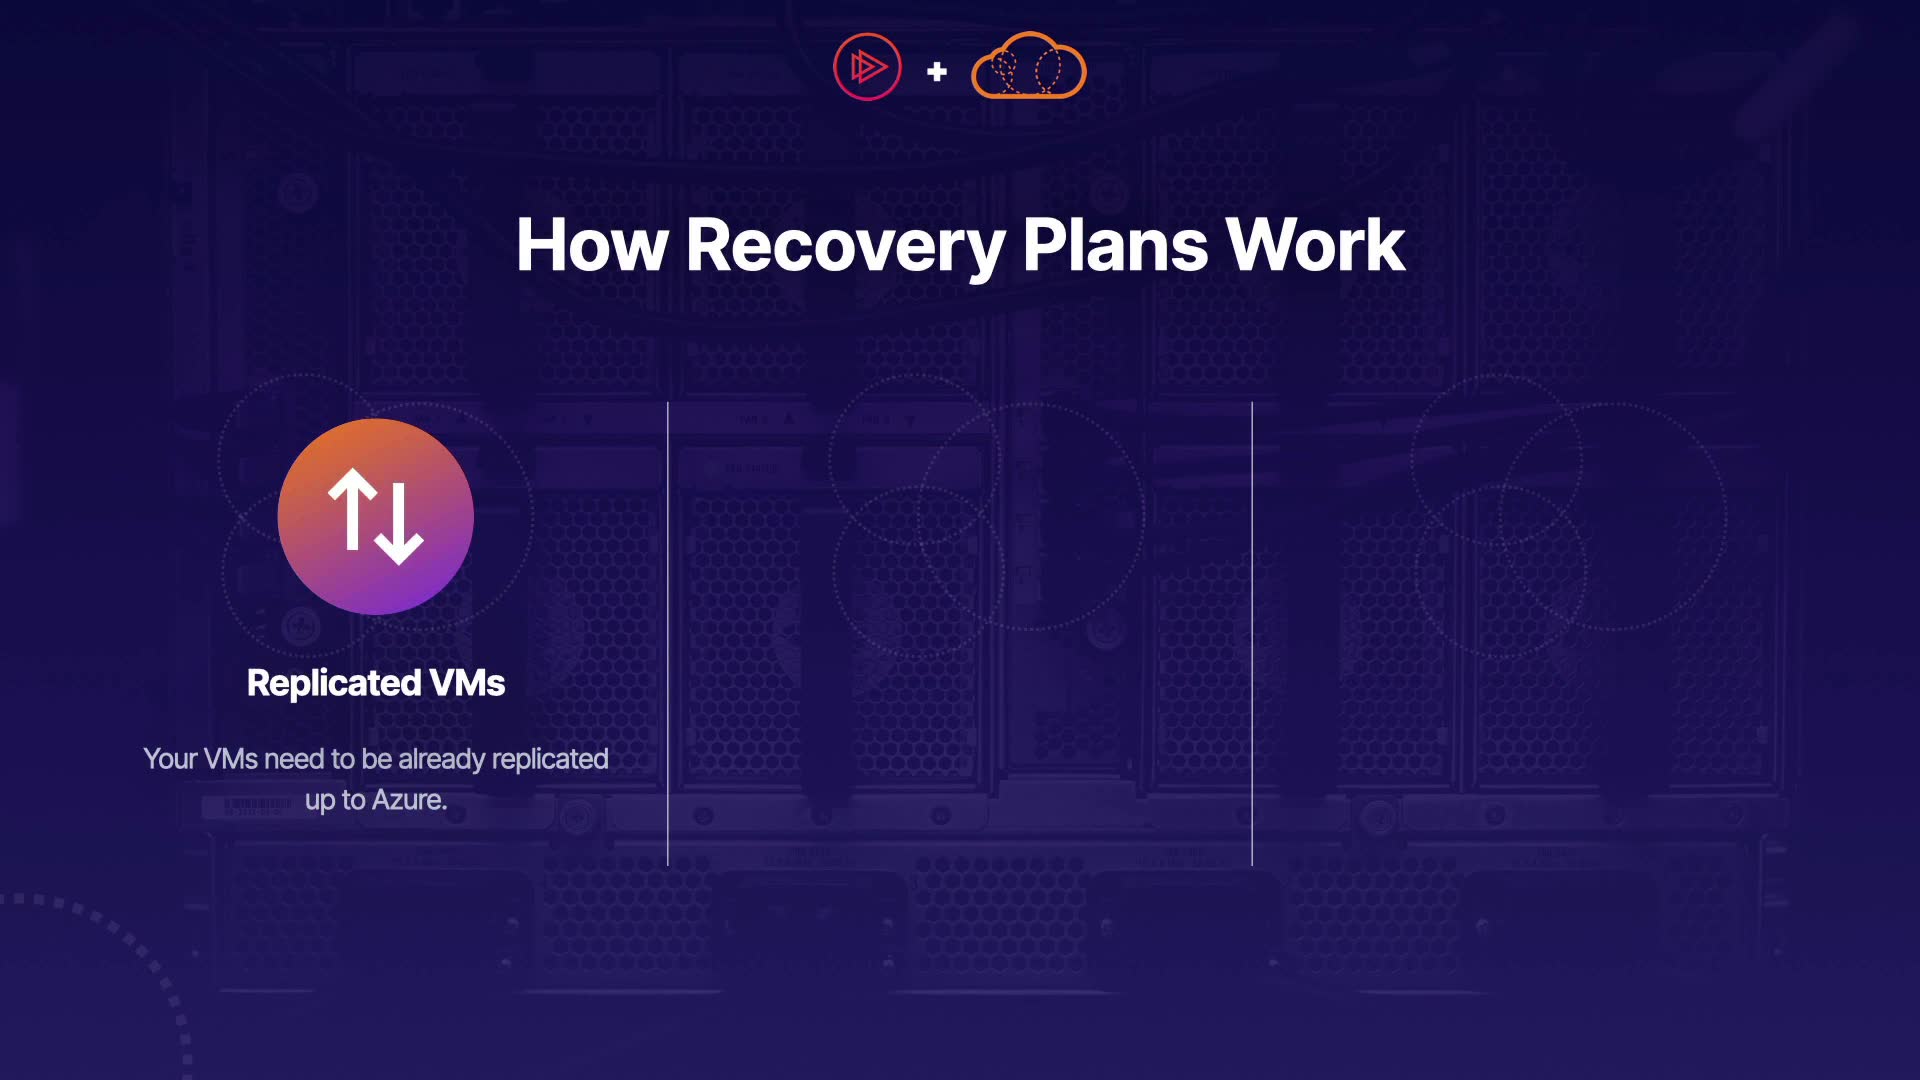 How Recovery Plans Work
Replicated VMs
Your VMs need to be already replicated
up to Azure.